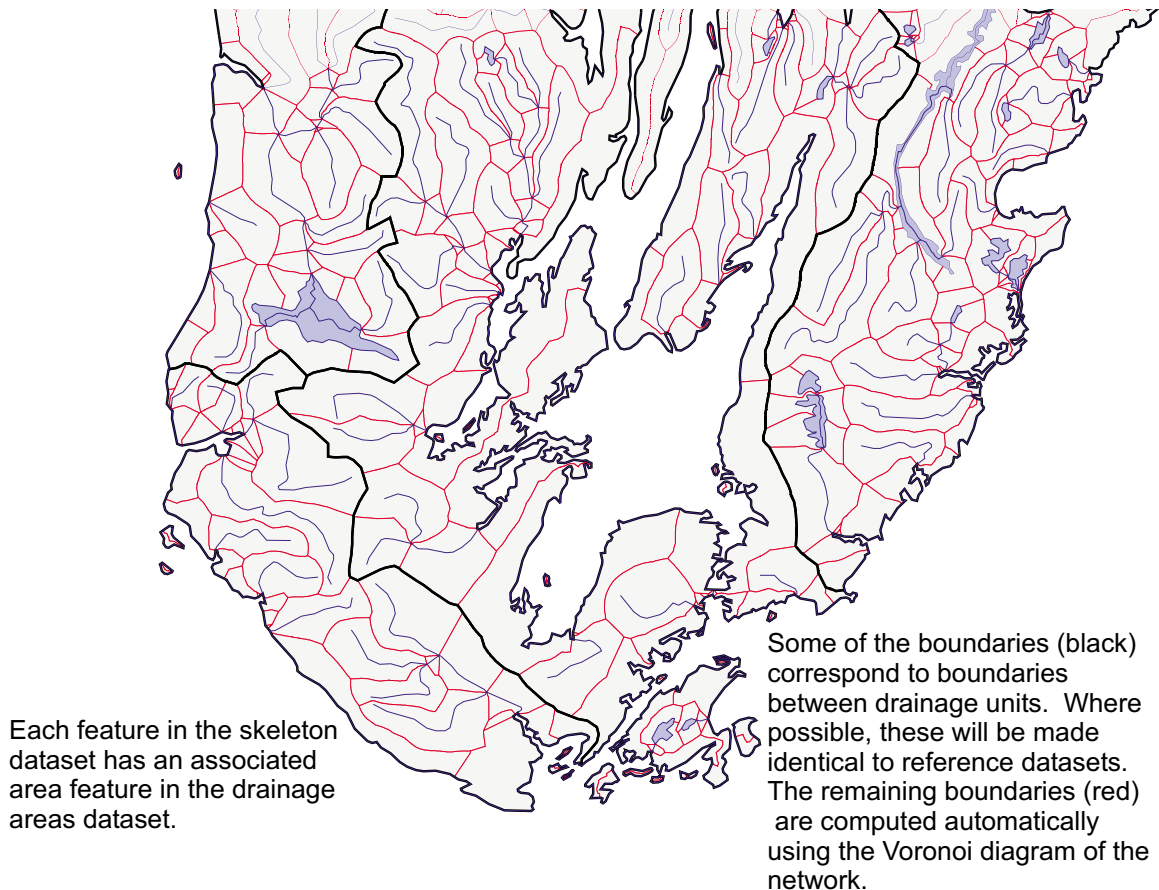 Each feature in the skeleton
dataset has an associated
area feature in the drainage
areas dataset.
Some of the boundaries (black)
correspond to boundaries
between drainage units.  Where
possible, these will be made
identical to reference datasets.
The remaining boundaries (red)
are computed automatically
using the Voronoi diagram of the
network.